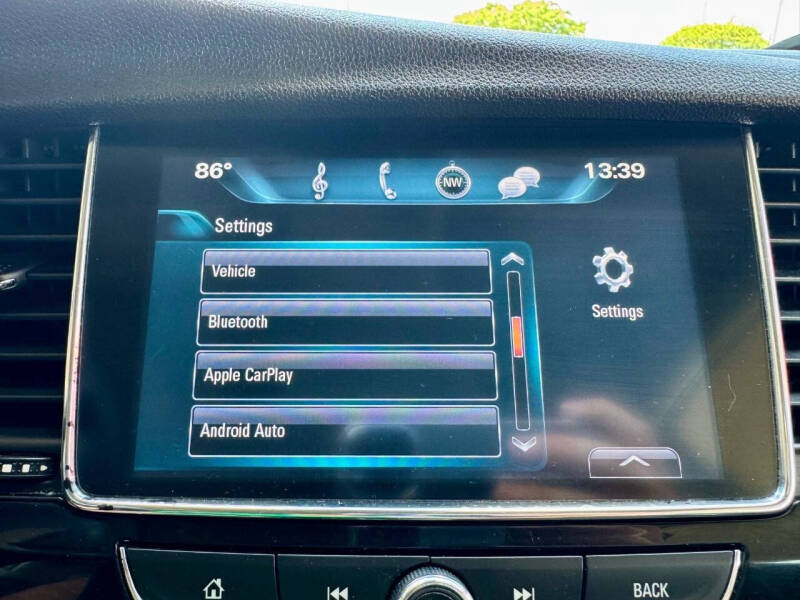 86° NW 13:39
Settings
Vehicle
Settings
Bluetooth
Apple CarPlay
Android Auto
BACK